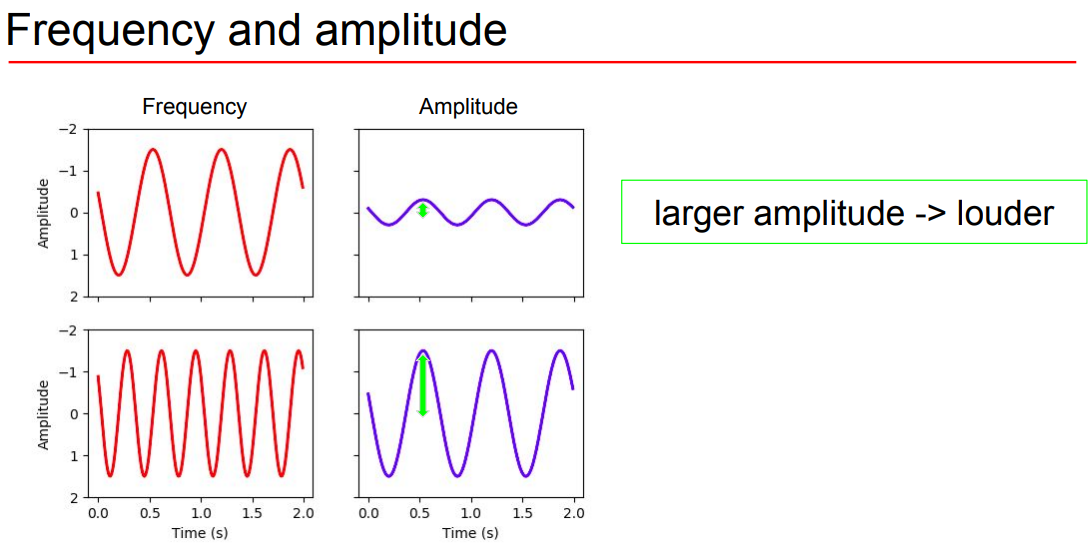 Frequency and amplitude
Frequency
Amplitude
−2
−1
0
1
2
Amplitude
larger amplitude -> louder
−2
−1
0
1
2
Amplitude
0.0 0.5 1.0 1.5 2.0
Time (s)
0.0 0.5 1.0 1.5 2.0
Time (s)